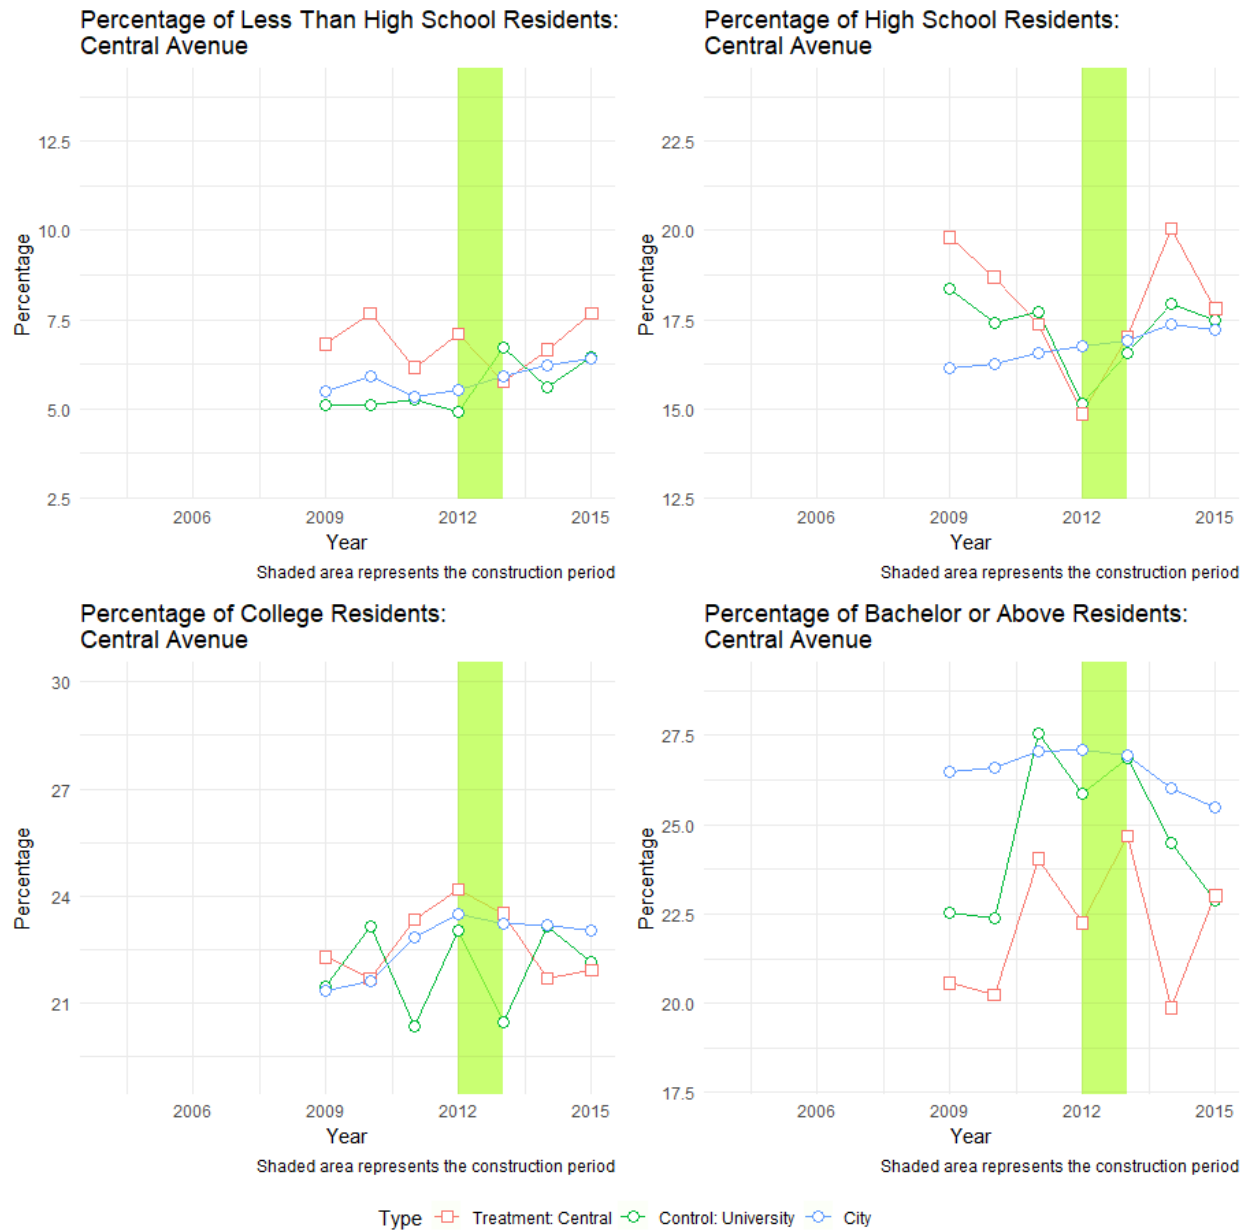 Percentage of Less Than High School Residents:
Central Avenue
Percentage
12.5
10.0
7.5
5.0
2.5
2006 2009 2012 2015
Year
Shaded area represents the construction period
Percentage of High School Residents:
Central Avenue
Percentage
22.5
20.0
17.5
15.0
12.5
2006 2009 2012 2015
Year
Shaded area represents the construction period
Percentage of College Residents:
Central Avenue
Percentage
30
27
24
21
2006 2009 2012 2015
Year
Shaded area represents the construction period
Percentage of Bachelor or Above Residents:
Central Avenue
Percentage
27.5
25.0
22.5
20.0
17.5
2006 2009 2012 2015
Year
Shaded area represents the construction period
Type Treatment: Central Control: University City